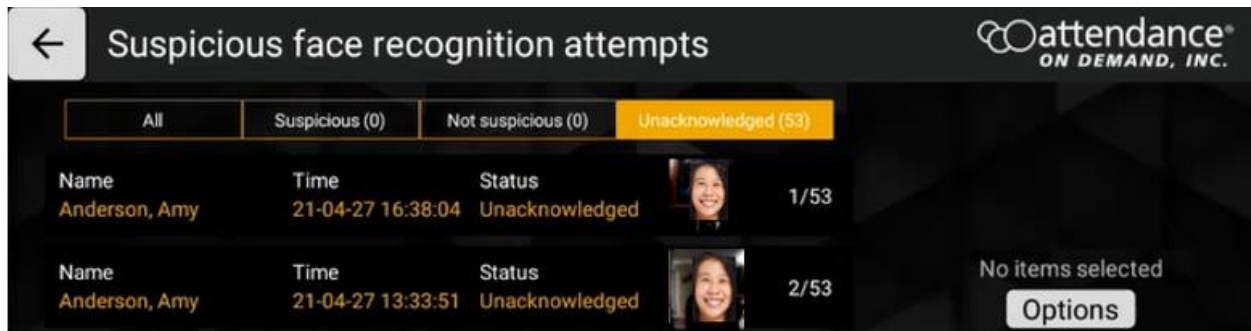 Suspicious face recognition attempts
attendance®
ON DEMAND, INC.
All Suspicious (0) Not suspicious (0) Unacknowledged (53)
Name Time Status
Anderson, Amy 21-04-27 16:38:04 Unacknowledged 1/53
Name Time Status
Anderson, Amy 21-04-27 13:33:51 Unacknowledged 2/53
No items selected
Options